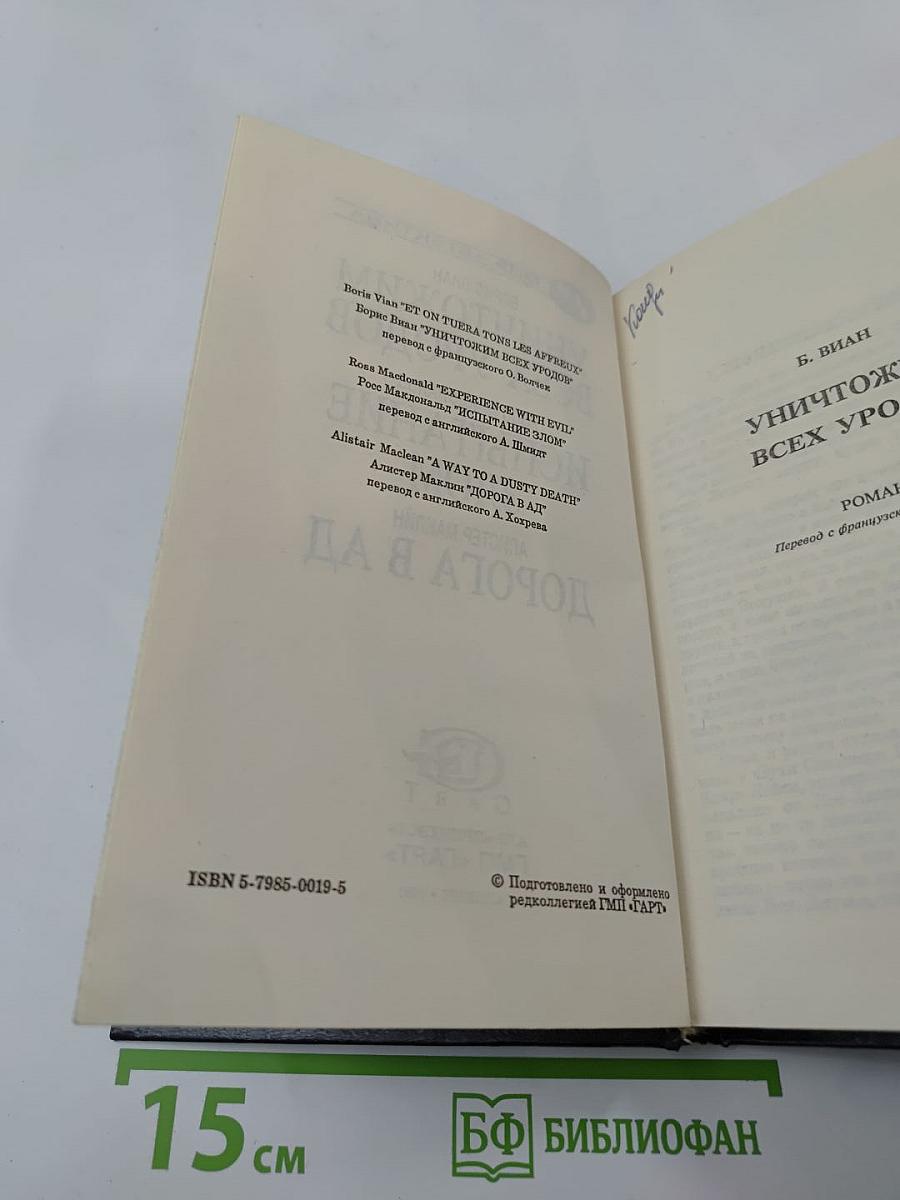 Boris Vian "ET ON TUERA TONS LES AFFREUX"
Борис Виан "УНИЧТОЖИМ ВСЕХ УРОДОВ"
перевод с французского О. Волчек
Ross Macdonald "EXPERIENCE WITH EVIL"
Росс Макдональд "ИСПЫТАНИЕ ЗЛОМ"
перевод с английского А. Шмидт
Alistair Maclean "A WAY TO A DUSTY DEATH"
Алистер Маклин "ДОРОГА В АД"
перевод с английского А. Хохрева
ISBN 5-7985-0019-5
© Подготовлено и оформлено
редколлегией ГМП «ГАРТ»
Б. ВИАН
УНИЧТОЖИ
ВСЕХ УРО
РОМАН
Перевод с французск
15 см
БФ БИБЛИОФАН